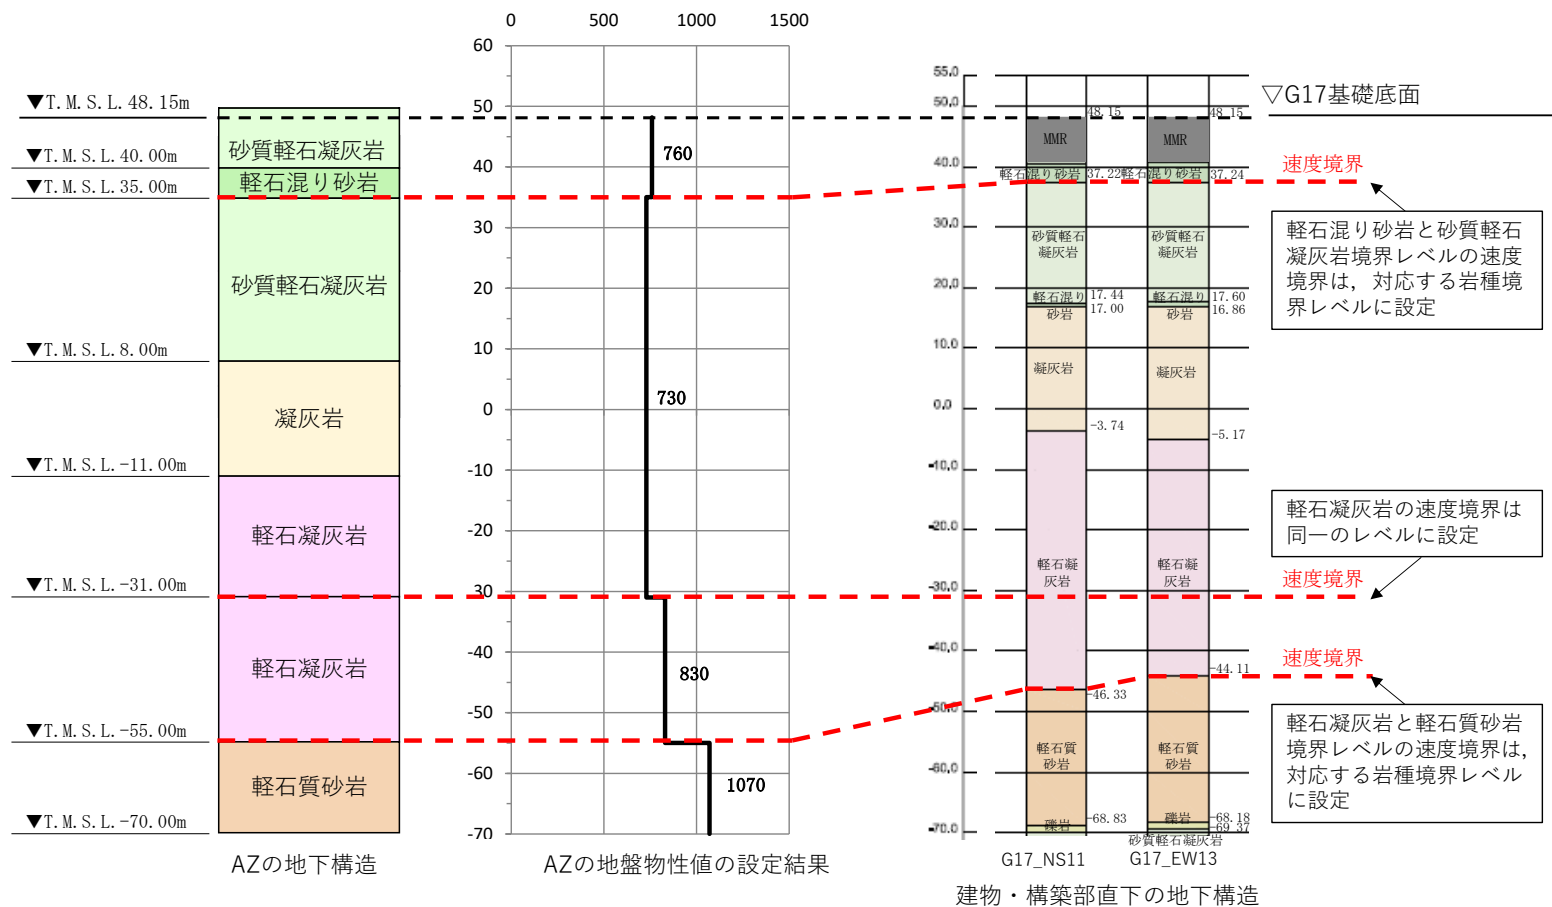 ▼T.M.S.L.48.15m
▼T.M.S.L.40.00m
▼T.M.S.L.35.00m
▼T.M.S.L.8.00m
▼T.M.S.L.-11.00m
▼T.M.S.L.-31.00m
▼T.M.S.L.-55.00m
▼T.M.S.L.-70.00m
砂質軽石凝灰岩
軽石混り砂岩
砂質軽石凝灰岩
凝灰岩
軽石凝灰岩
軽石凝灰岩
軽石質砂岩
AZの地下構造
0 500 1000 1500
60
50
40
30
20
10
0
-10
-20
-30
-40
-50
-60
-70
760
730
830
1070
AZの地盤物性値の設定結果
55.0
50.0
40.0
30.0
20.0
10.0
0.0
-10.0
-20.0
-30.0
-40.0
-50.0
-60.0
-70.0
48.15
MMR
軽石混り砂岩
37.22
砂質軽石
凝灰岩
軽石混り
砂岩
17.44
17.00
凝灰岩
-3.74
軽石凝
灰岩
-46.33
軽石質
砂岩
礫岩
-68.83
G17_NS11
48.15
MMR
軽石混り砂岩
37.24
砂質軽石
凝灰岩
軽石混り
砂岩
17.60
16.86
凝灰岩
-5.17
軽石凝
灰岩
-44.11
軽石質
砂岩
礫岩
-68.18
-69.37
砂質軽石凝灰岩
G17_EW13
建物・構築部直下の地下構造
▽G17基礎底面
速度境界
軽石混り砂岩と砂質軽石
凝灰岩境界レベルの速度
境界は，対応する岩種境
界レベルに設定
軽石凝灰岩の速度境界は
同一のレベルに設定
速度境界
速度境界
軽石凝灰岩と軽石質砂岩
境界レベルの速度境界は，
対応する岩種境界レベル
に設定